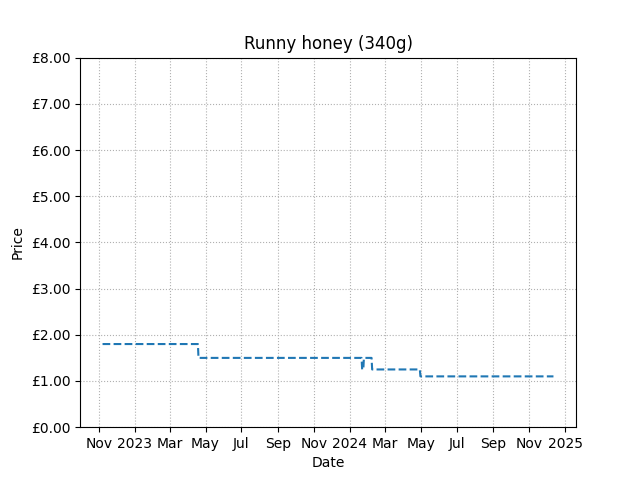 Runny honey (340g)
£8.00
£7.00
£6.00
£5.00
£4.00
£3.00
£2.00
£1.00
£0.00
Price
Nov 2023 Mar May Jul Sep Nov 2024 Mar May Jul Sep Nov 2025
Date